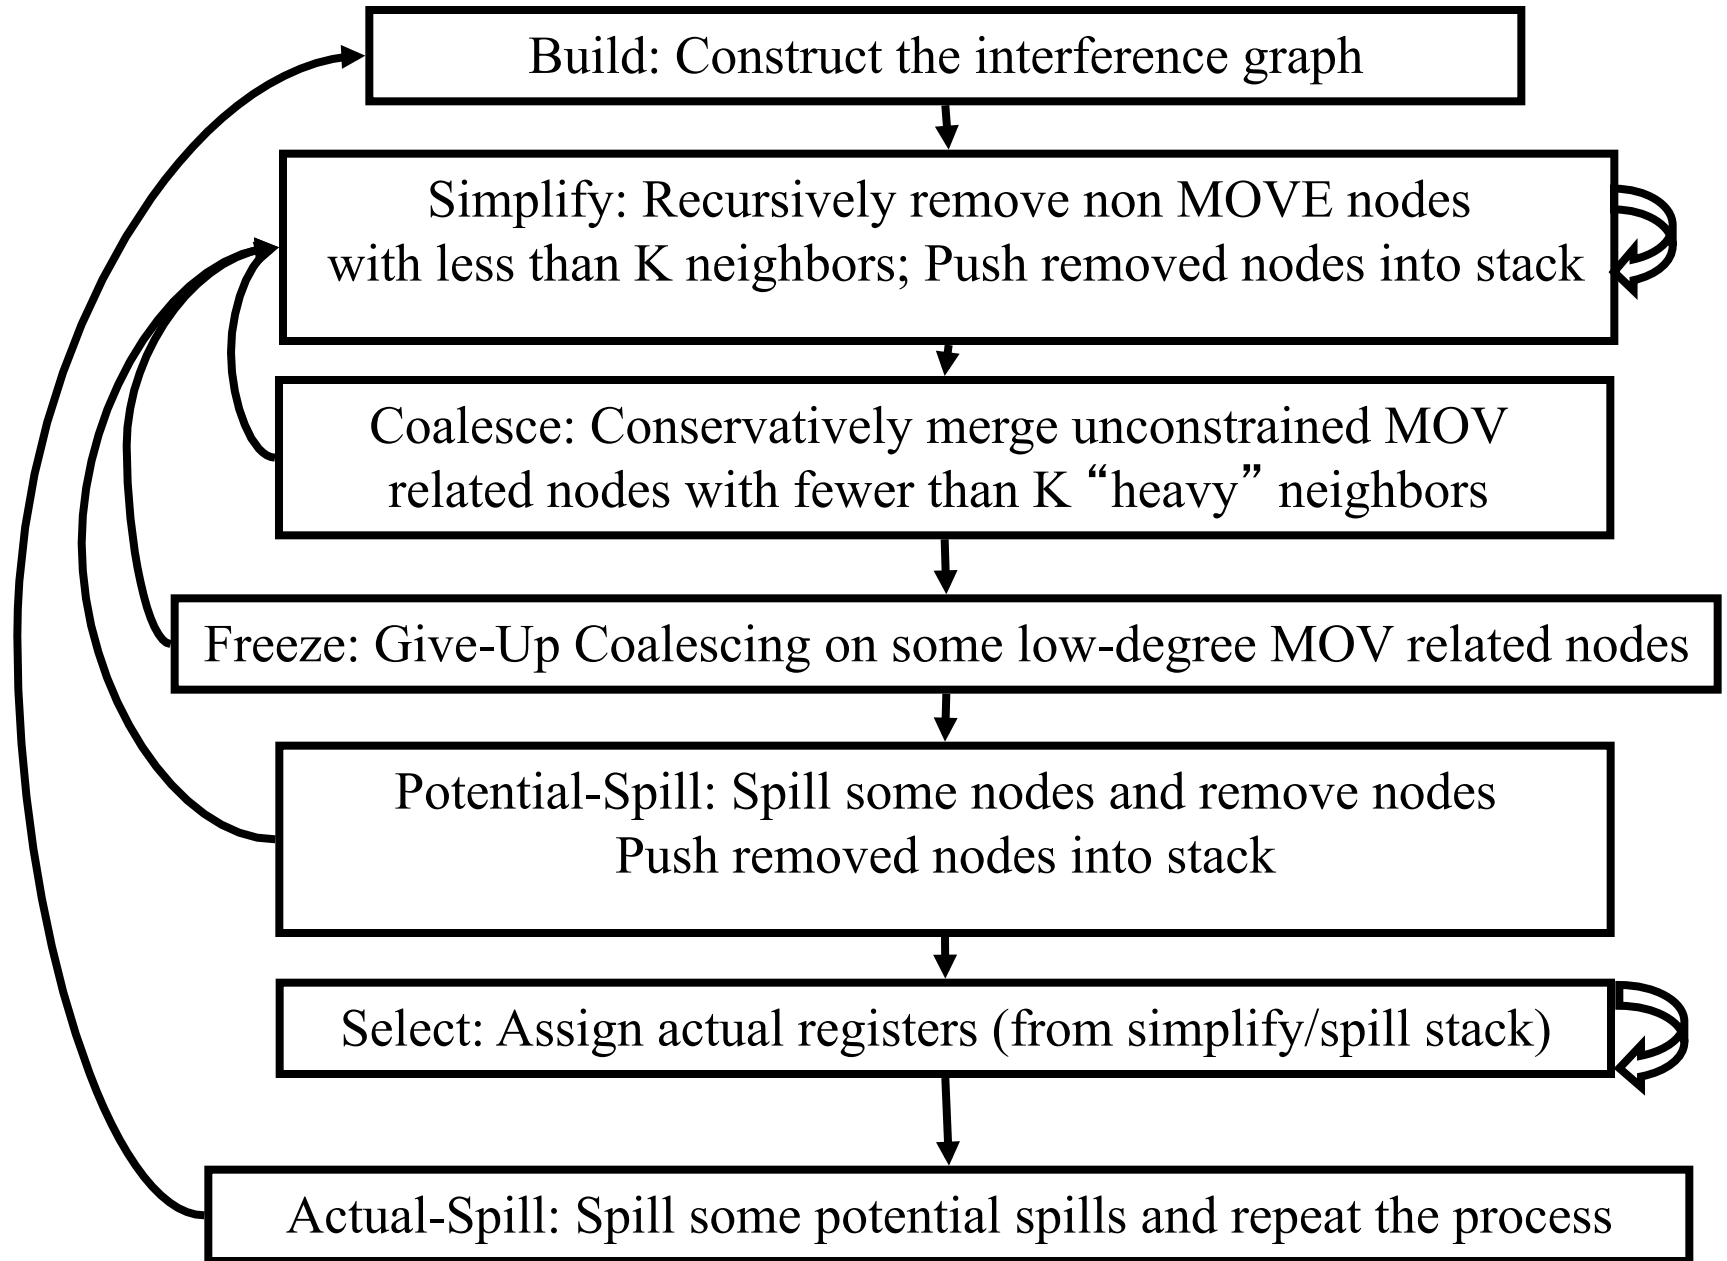 Build: Construct the interference graph
Simplify: Recursively remove non MOVE nodes
with less than K neighbors; Push removed nodes into stack
Coalesce: Conservatively merge unconstrained MOV
related nodes with fewer than K “heavy” neighbors
Freeze: Give-Up Coalescing on some low-degree MOV related nodes
Potential-Spill: Spill some nodes and remove nodes
Push removed nodes into stack
Select: Assign actual registers (from simplify/spill stack)
Actual-Spill: Spill some potential spills and repeat the process